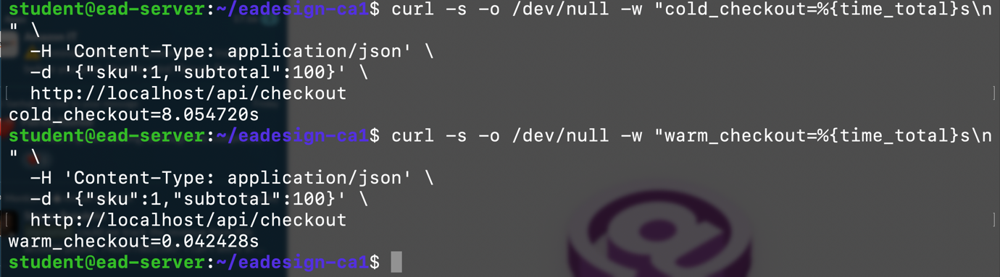 student@ead-server:~/eadesign-ca1$ curl -s -o /dev/null -w "cold_checkout=%{time_total}s\n
" \
  -H 'Content-Type: application/json' \
  -d '{"sku":1,"subtotal":100}' \
[ http://localhost/api/checkout ]
cold_checkout=8.054720s
student@ead-server:~/eadesign-ca1$ curl -s -o /dev/null -w "warm_checkout=%{time_total}s\n
" \
  -H 'Content-Type: application/json' \
  -d '{"sku":1,"subtotal":100}' \
[ http://localhost/api/checkout ]
warm_checkout=0.042428s
student@ead-server:~/eadesign-ca1$